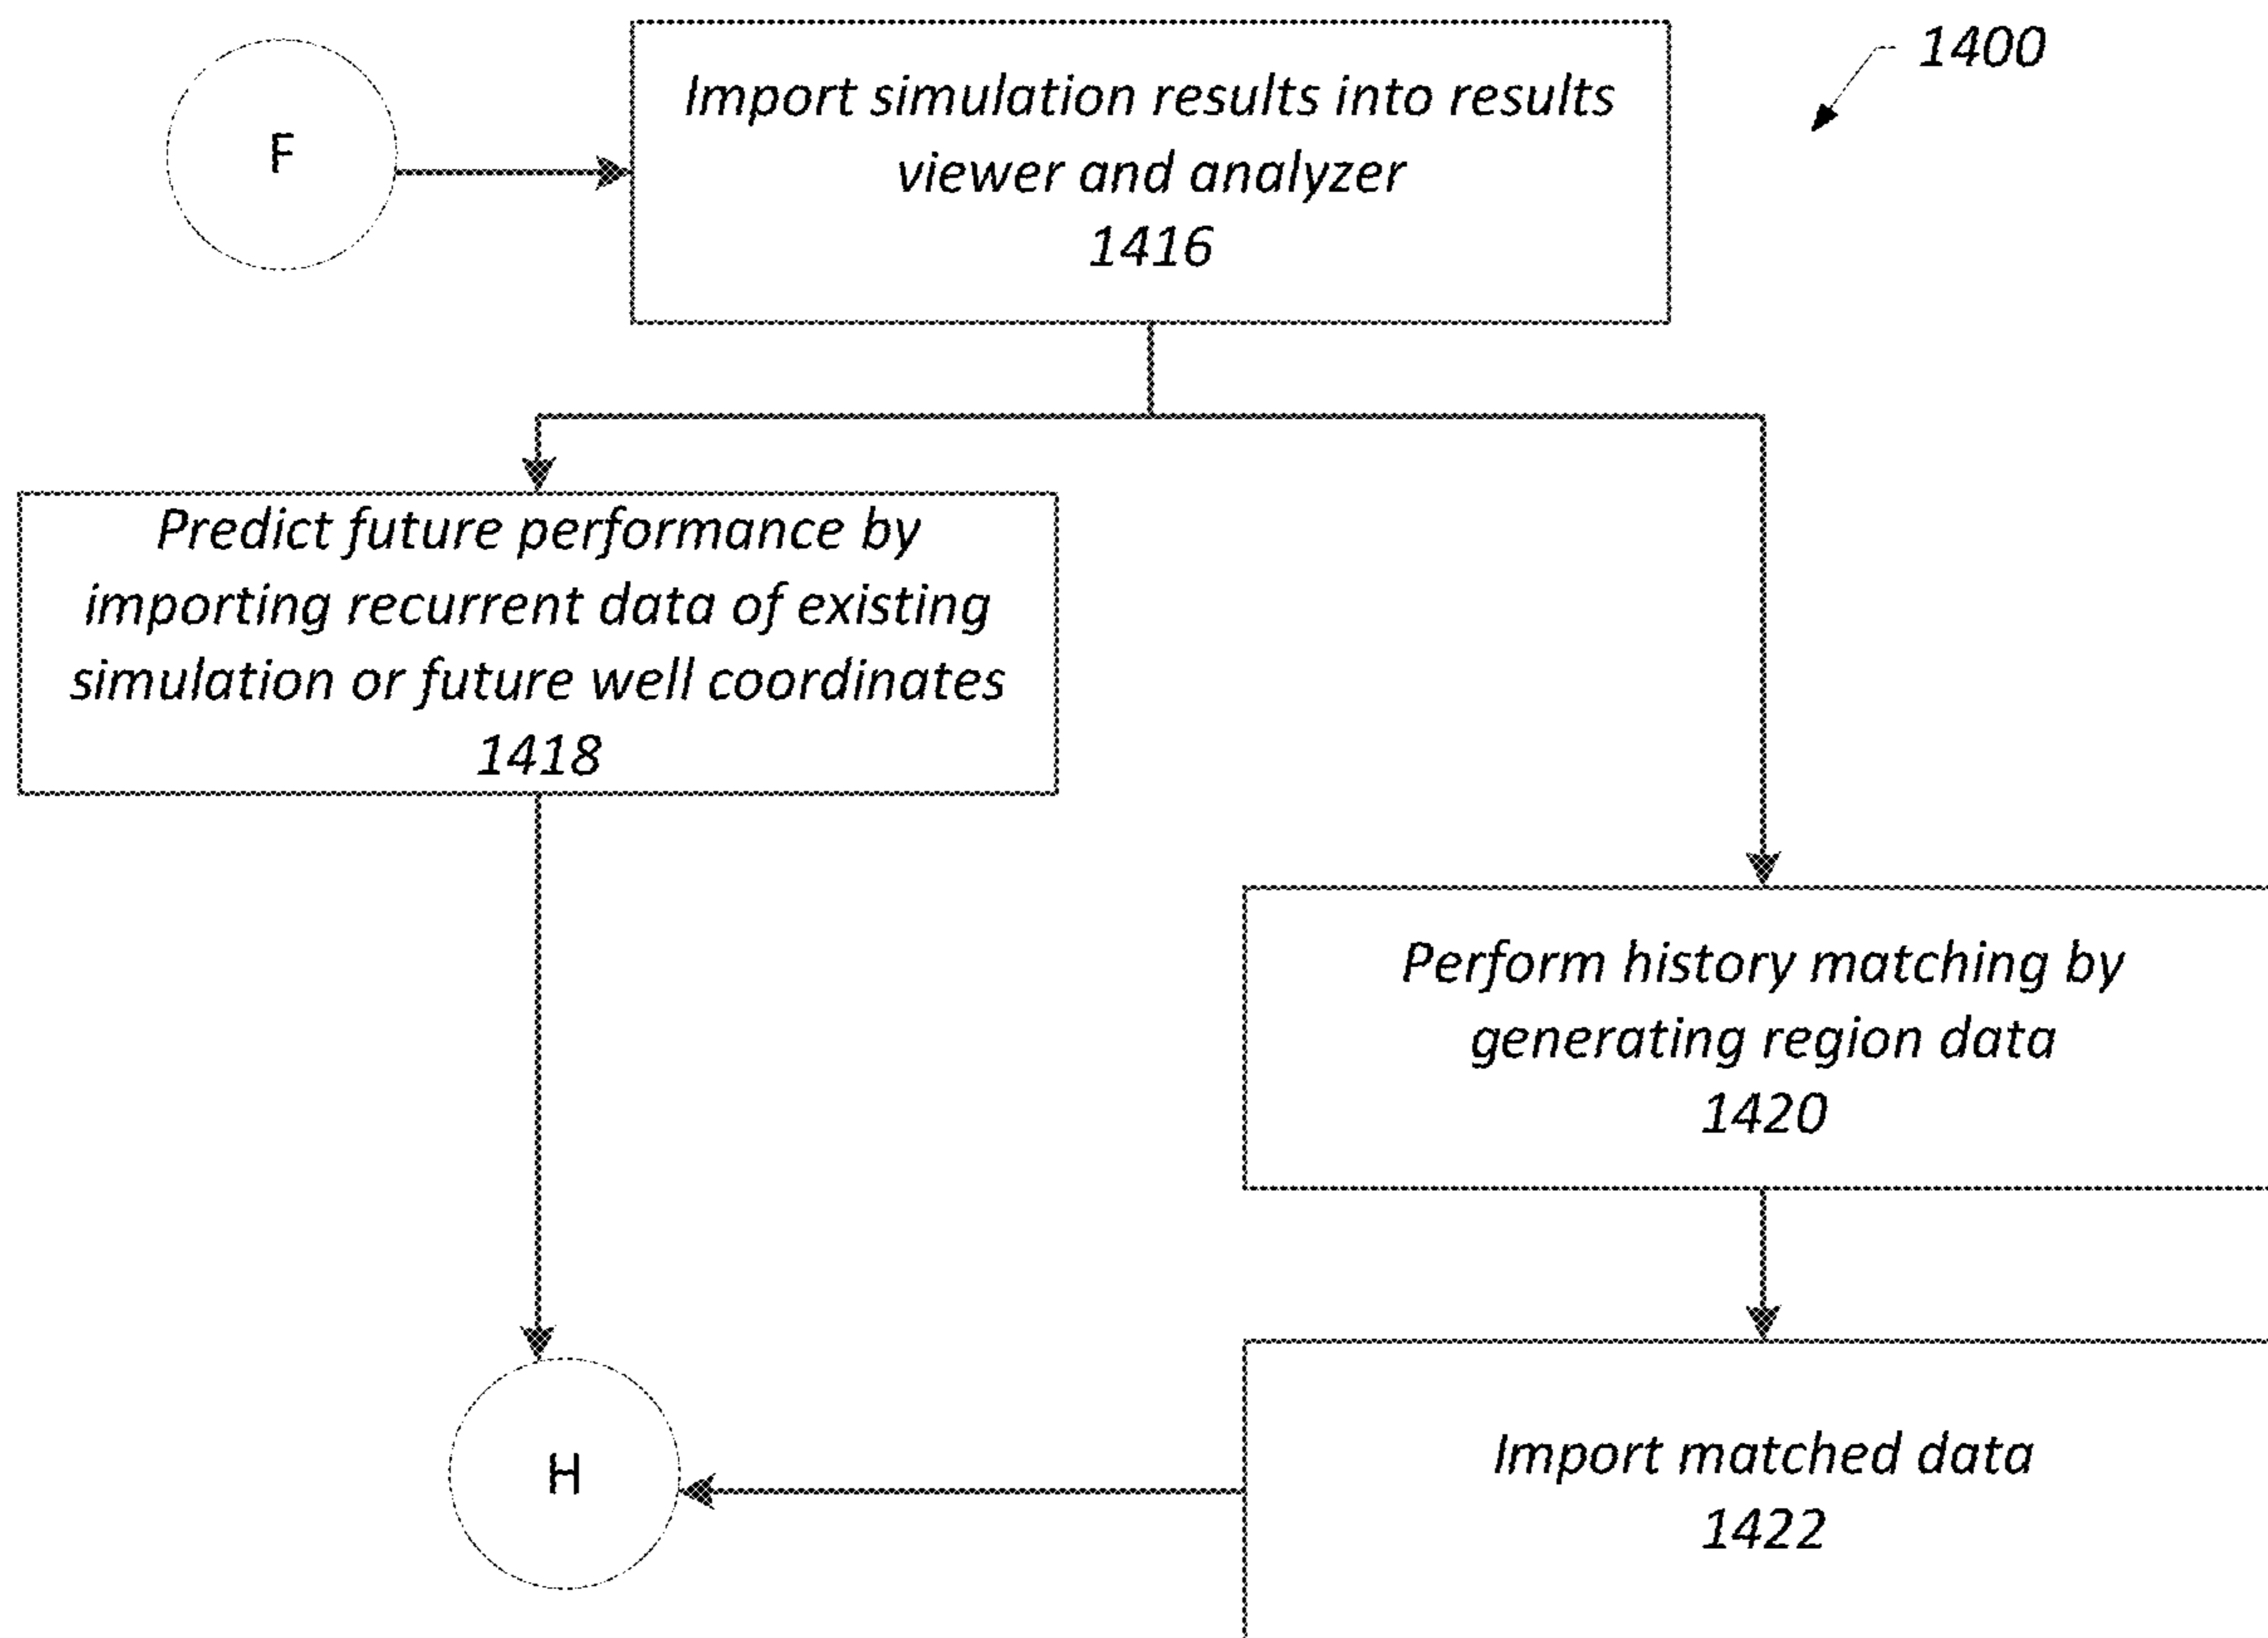 F
Import simulation results into results
viewer and analyzer
1416
1400
Predict future performance by
importing recurrent data of existing
simulation or future well coordinates
1418
Perform history matching by
generating region data
1420
H
Import matched data
1422